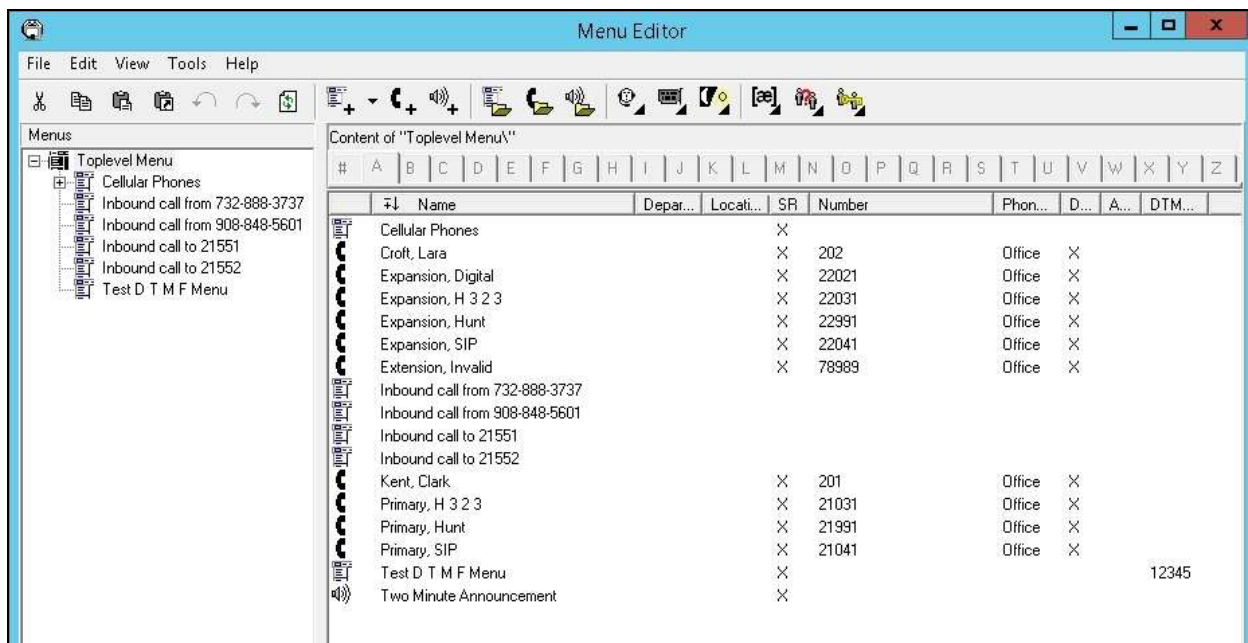 Menu Editor
File Edit View Tools Help
Menus
Toplevel Menu
Cellular Phones
Inbound call from 732-888-3737
Inbound call from 908-848-5601
Inbound call to 21551
Inbound call to 21552
Test D T M F Menu
Content of "Toplevel Menu\"
# A B C D E F G H I J K L M N O P Q R S T U V W X Y Z
Name Depar... Locati... SR Number Phon... D... A... DTM...
Cellular Phones X
Croft, Lara X 202 Office X
Expansion, Digital X 22021 Office X
Expansion, H 3 2 3 X 22031 Office X
Expansion, Hunt X 22991 Office X
Expansion, SIP X 22041 Office X
Extension, Invalid X 78989 Office X
Inbound call from 732-888-3737
Inbound call from 908-848-5601
Inbound call to 21551
Inbound call to 21552
Kent, Clark X 201 Office X
Primary, H 3 2 3 X 21031 Office X
Primary, Hunt X 21991 Office X
Primary, SIP X 21041 Office X
Test D T M F Menu X 12345
Two Minute Announcement X